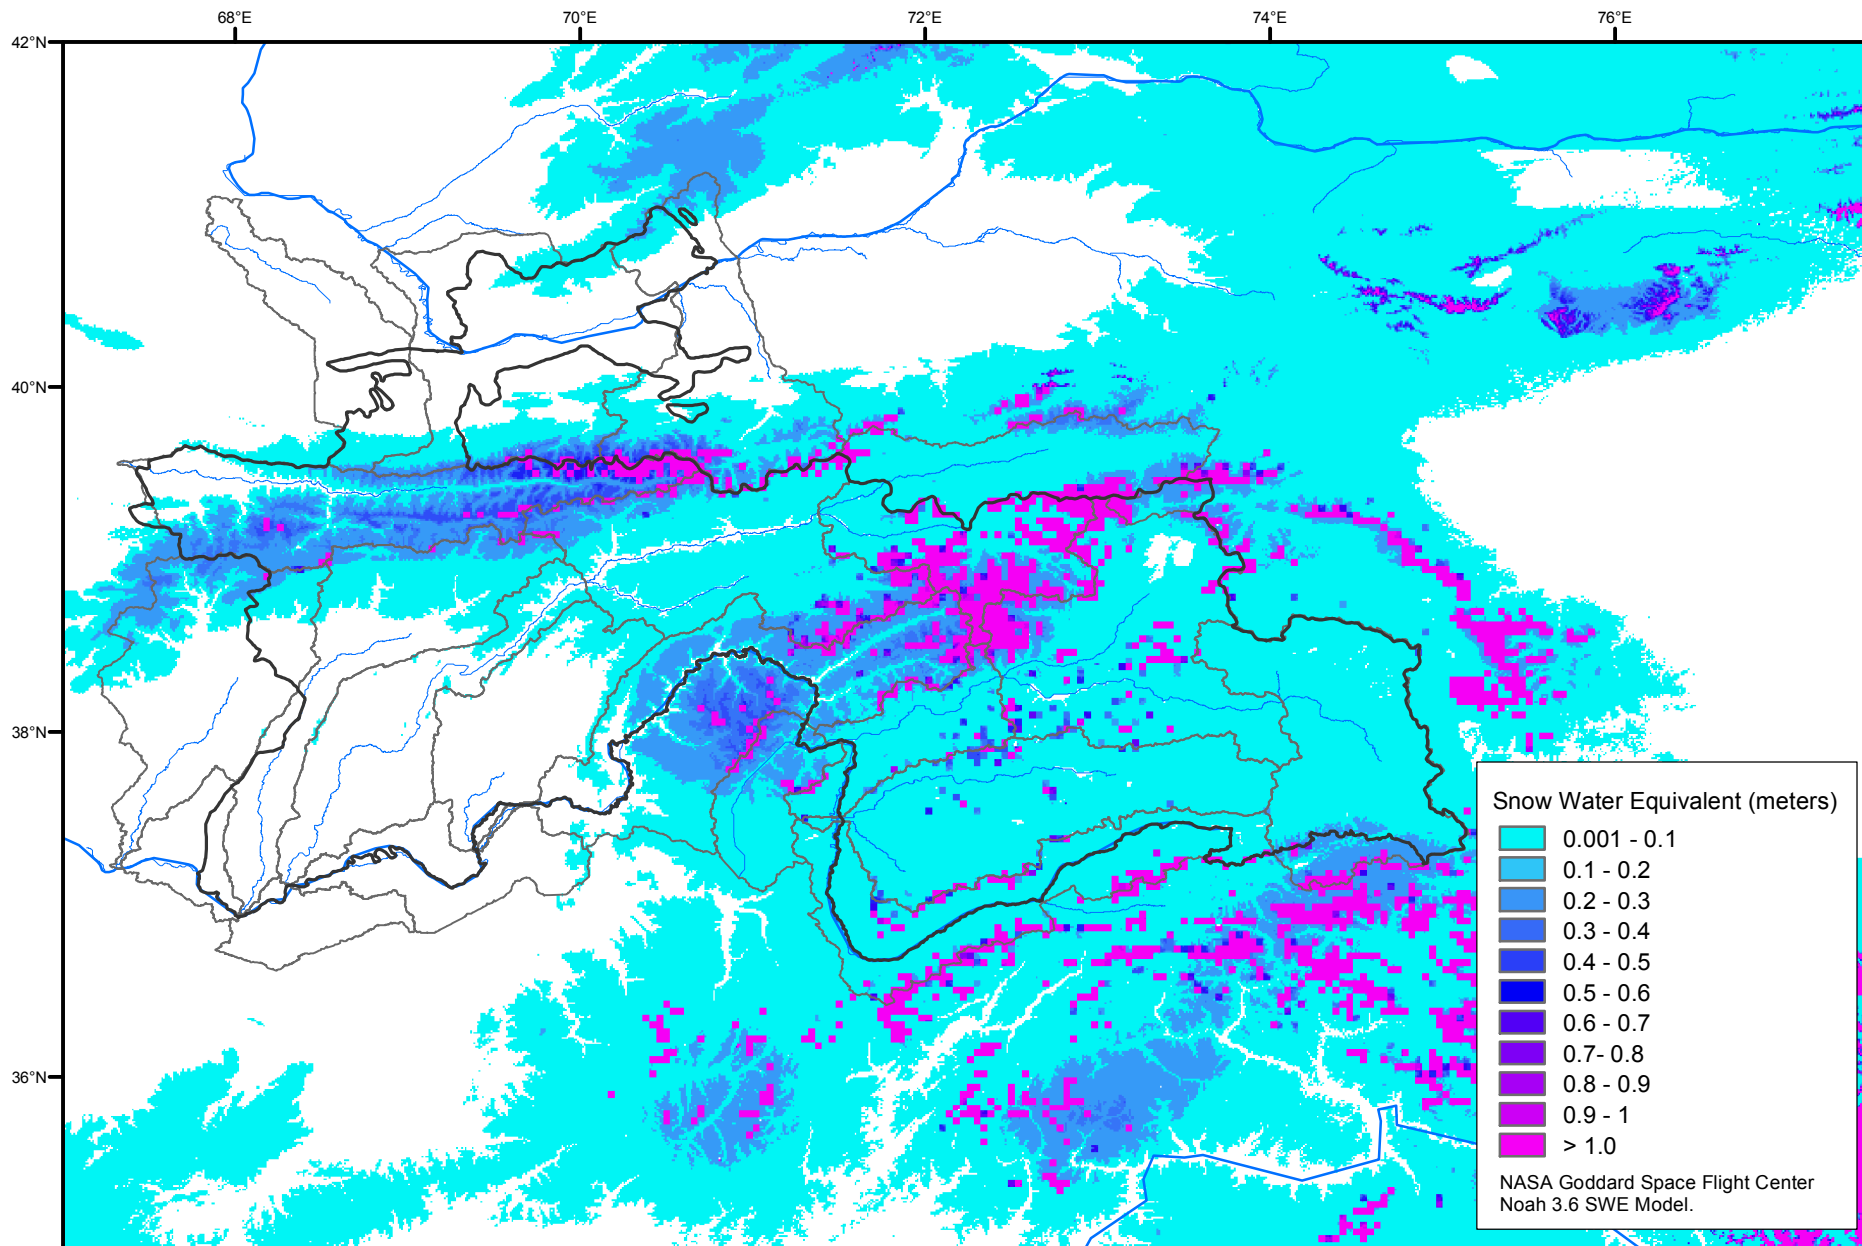 68°E 70°E 72°E 74°E 76°E
42°N
40°N
38°N
36°N
Snow Water Equivalent (meters)
0.001 - 0.1
0.1 - 0.2
0.2 - 0.3
0.3 - 0.4
0.4 - 0.5
0.5 - 0.6
0.6 - 0.7
0.7- 0.8
0.8 - 0.9
0.9 - 1
> 1.0
NASA Goddard Space Flight Center
Noah 3.6 SWE Model.